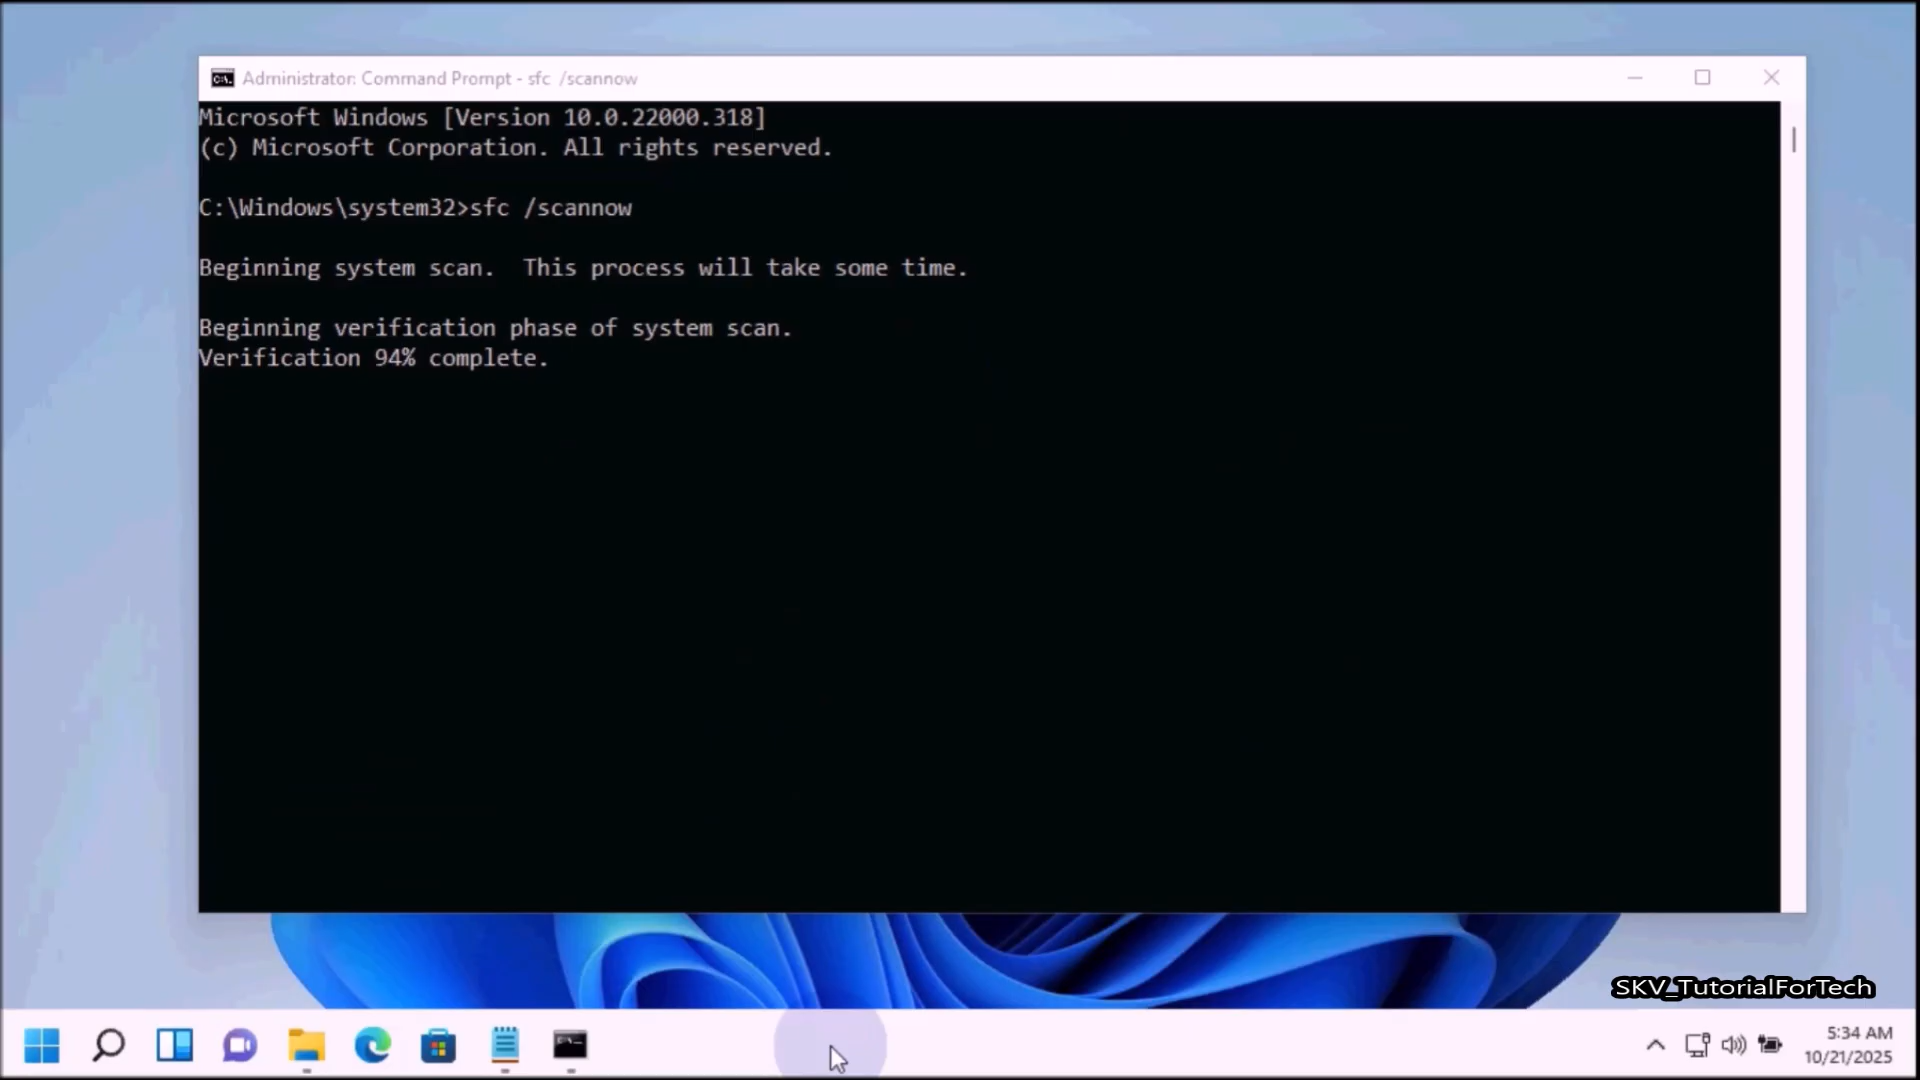 Administrator: Command Prompt - sfc  /scannow
Microsoft Windows [Version 10.0.22000.318]
(c) Microsoft Corporation. All rights reserved.
C:\Windows\system32>sfc /scannow
Beginning system scan.  This process will take some time.
Beginning verification phase of system scan.
Verification 94% complete.
SKV_TutorialForTech
5:34 AM
10/21/2025